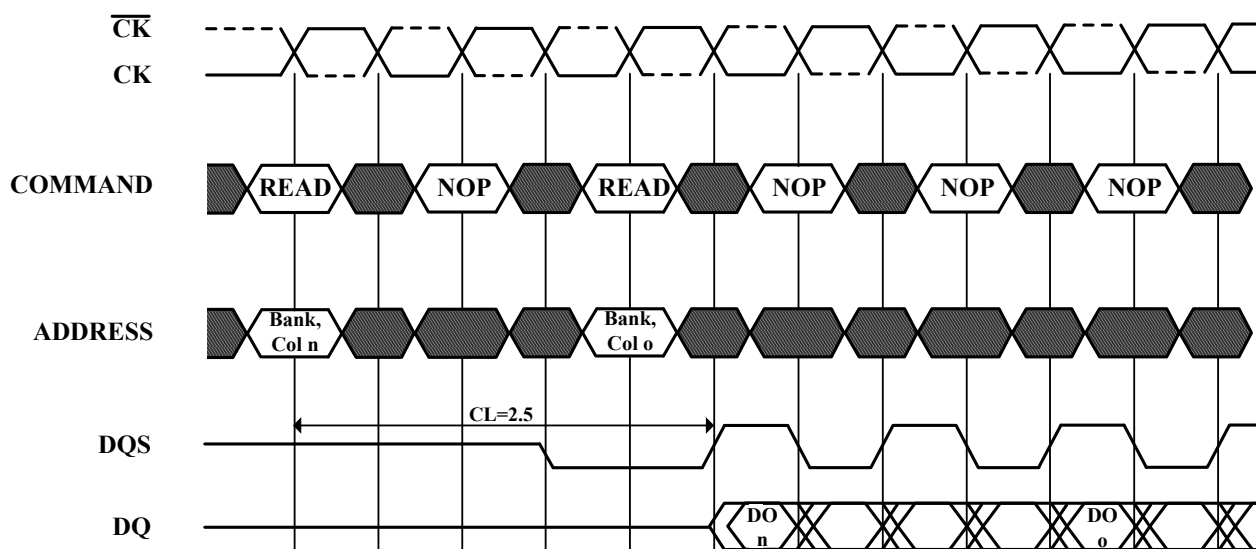 CK
CK
COMMAND READ NOP READ NOP NOP NOP
ADDRESS Bank, Col n Bank, Col o
CL=2.5
DQS
DQ DO n DO o